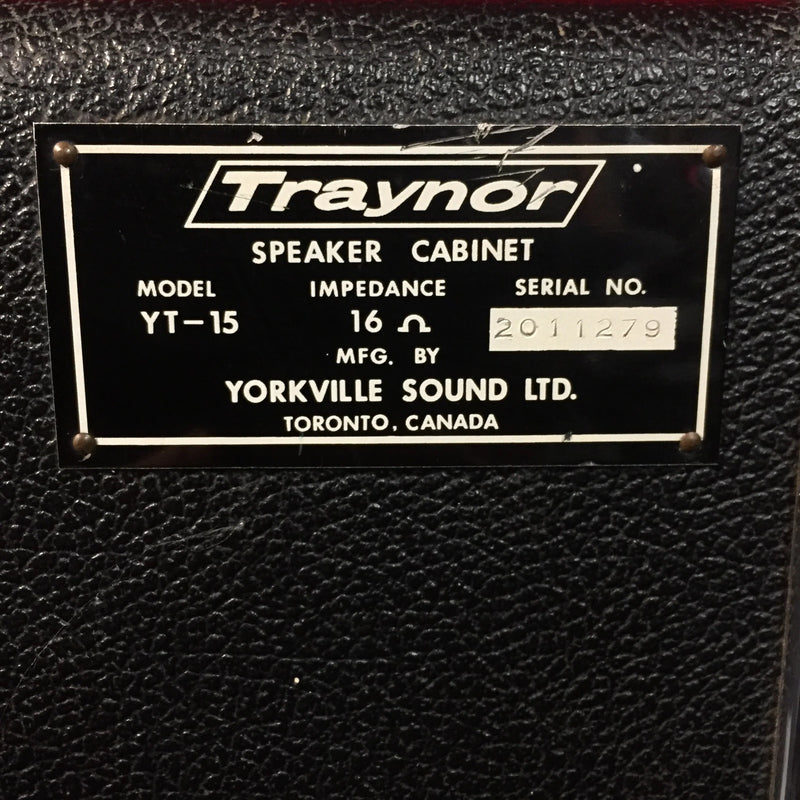 Traynor
SPEAKER CABINET
MODEL IMPEDANCE SERIAL NO.
YT-15 16 Ω 2011279
MFG. BY
YORKVILLE SOUND LTD.
TORONTO, CANADA